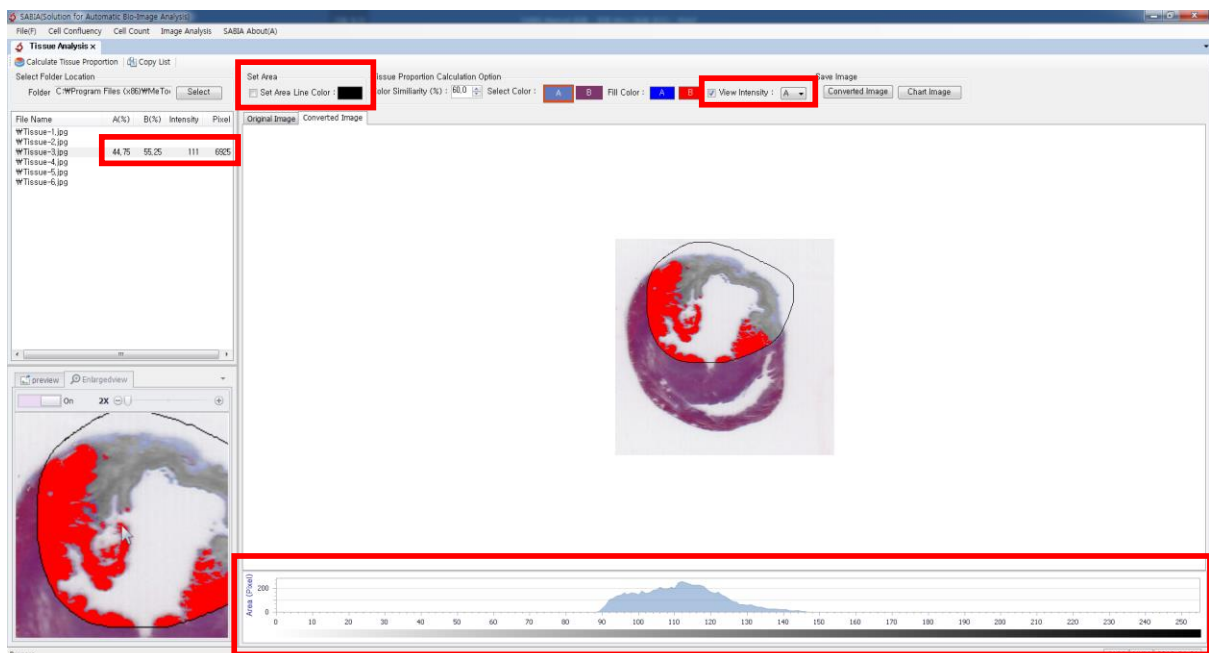 SABIA(Solution for Automatic Bio-Image Analysis)
File(F) Cell Confluency Cell Count Image Analysis SABIA About(A)
Tissue Analysis x
Calculate Tissue Proportion Copy List
Select Folder Location Set Area Tissue Proportion Calculation Option Save Image
Folder C:₩Program Files (x86)₩MeTo Select Set Area Line Color : olor Similiarity (%) : 60.0 Select Color : A B Fill Color : A B View Intensity : A Converted Image Chart Image
File Name A(%) B(%) Intensity Pixel Original Image Converted Image
₩Tissue-1.jpg
₩Tissue-2.jpg
₩Tissue-3.jpg 44.75 55.25 111 6925
₩Tissue-4.jpg
₩Tissue-5.jpg
₩Tissue-6.jpg
preview Enlargedview
On 2X
Area (Pixel)
200
0
0 10 20 30 40 50 60 70 80 90 100 110 120 130 140 150 160 170 180 190 200 210 220 230 240 250